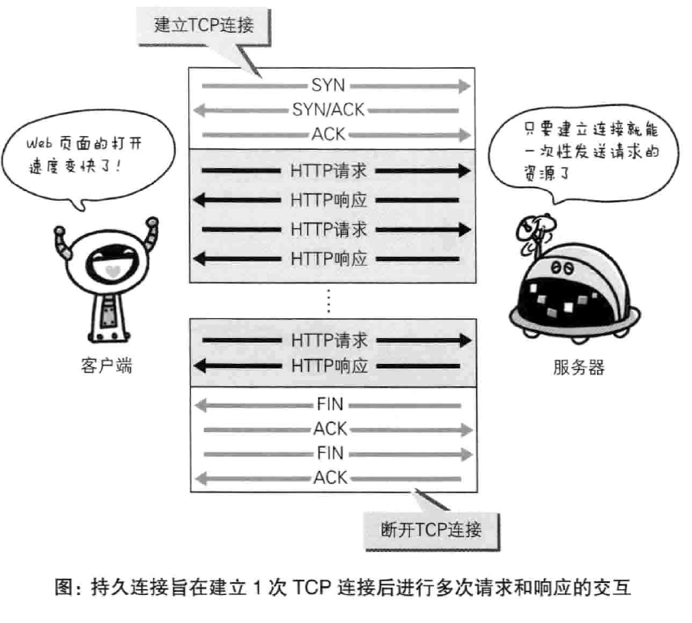 建立TCP连接
SYN
SYN/ACK
ACK
Web 页面的打开
速度变快了！
只要建立连接就能
一次性发送请求的
资源了
HTTP请求
HTTP响应
HTTP请求
HTTP响应
HTTP请求
HTTP响应
客户端
服务器
FIN
ACK
FIN
ACK
断开TCP连接
图：持久连接旨在建立 1 次 TCP 连接后进行多次请求和响应的交互